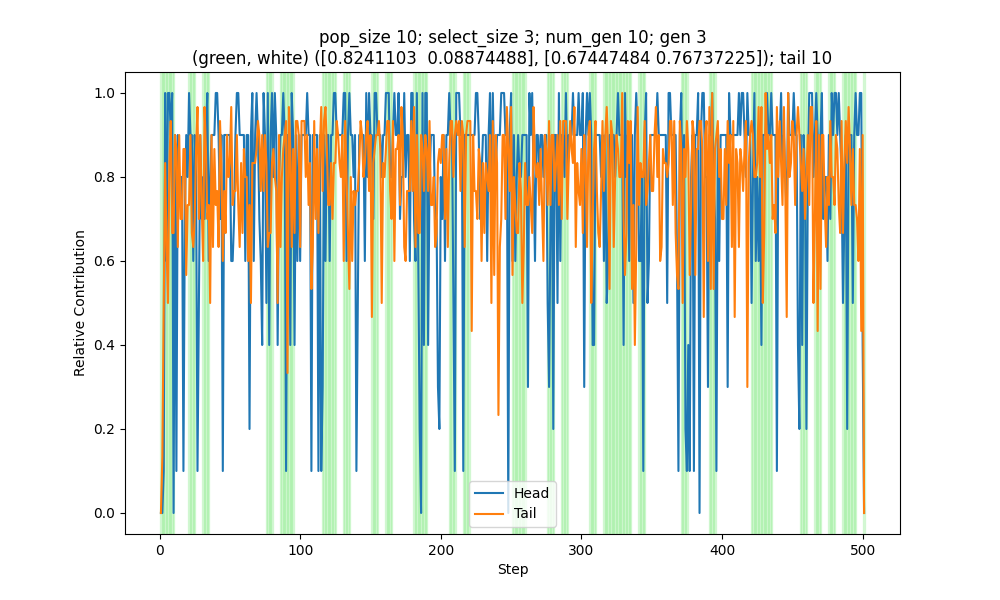 pop_size 10; select_size 3; num_gen 10; gen 3
(green, white) ([0.8241103  0.08874488], [0.67447484 0.76737225]); tail 10
1.0
0.8
0.6
0.4
0.2
0.0
Relative Contribution
Head
Tail
0
100
200
300
400
500
Step